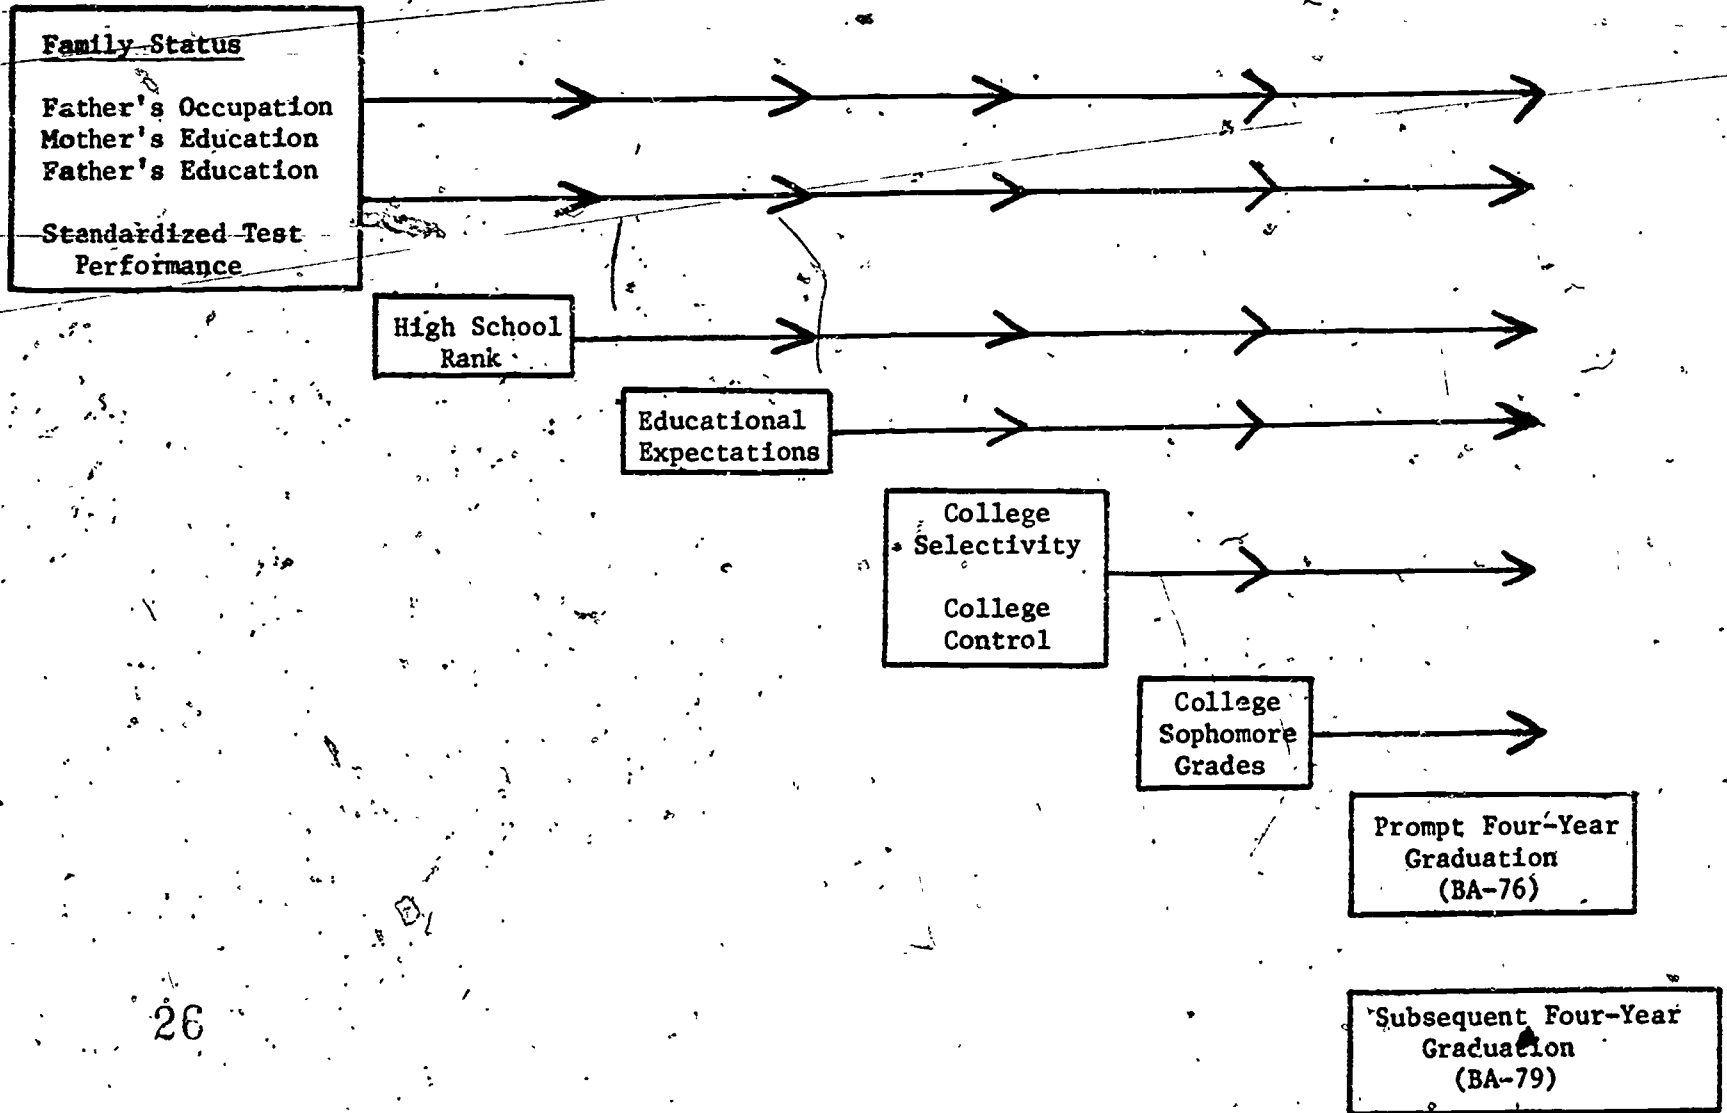 Family Status
Father's Occupation
Mother's Education
Father's Education
Standardized Test
Performance
High School
Rank
Educational
Expectations
College
Selectivity
College
Control
College
Sophomore
Grades
Prompt Four-Year
Graduation
(BA-76)
26
Subsequent Four-Year
Graduation
(BA-79)